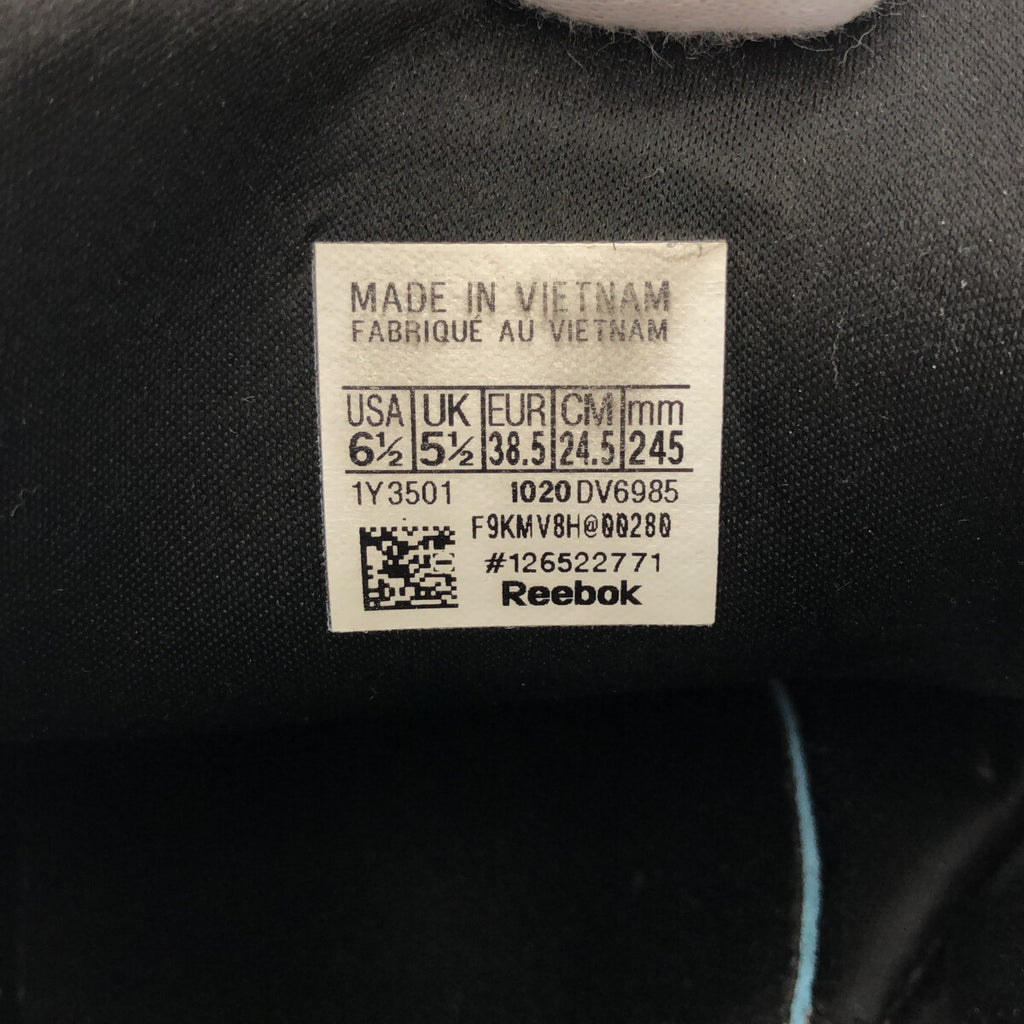 MADE IN VIETNAM
FABRIQUÉ AU VIETNAM
USA UK EUR CM mm
6½ 5½ 38.5 24.5 245
1Y3501 I020 DV6985
F9KMV8H@00280
#126522771
Reebok